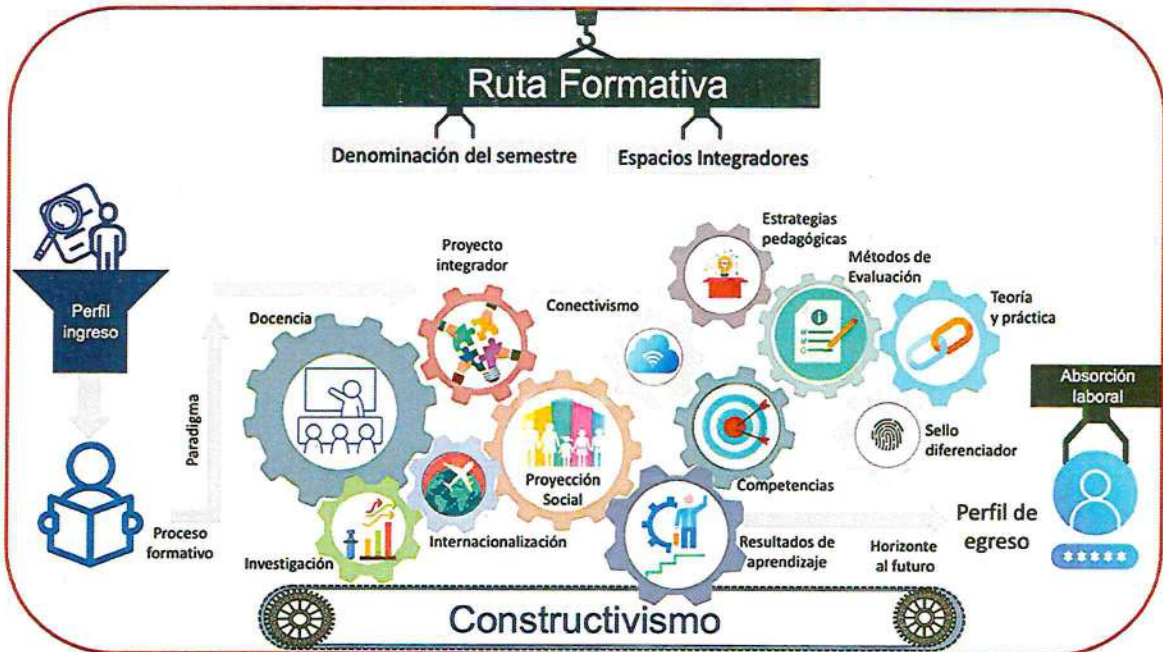 Ruta Formativa
Denominación del semestre
Espacios Integradores
Perfil
ingreso
Proceso
formativo
Paradigma
Docencia
Proyecto
integrador
Conectivismo
Estrategias
pedagógicas
Métodos de
Evaluación
Teoría
y práctica
Investigación
Internacionalización
Proyección
Social
Competencias
Resultados de
aprendizaje
Sello
diferenciador
Horizonte
al futuro
Absorción
laboral
Perfil de
egreso
*****
Constructivismo